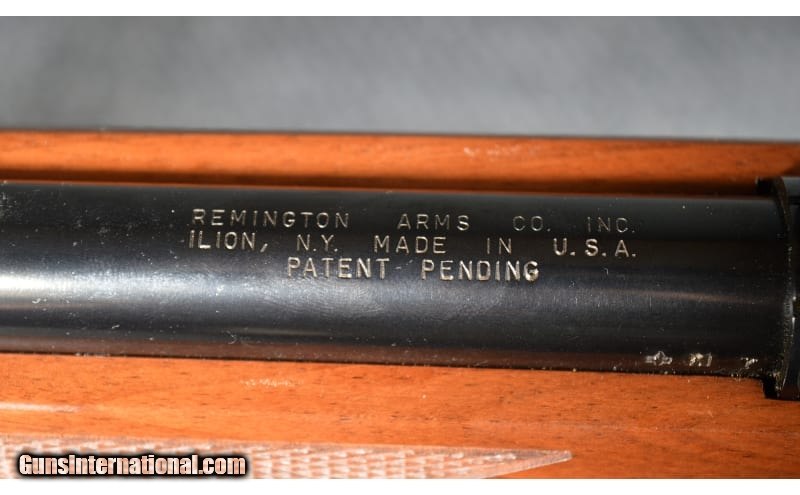 REMINGTON ARMS CO. INC.
ILION, N.Y. MADE IN U.S.A.
PATENT PENDING
GunsInternational.com